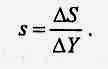 s = ΔS / ΔY .